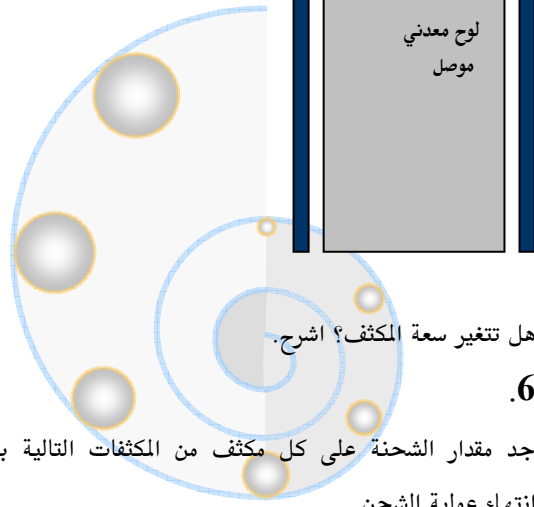 لوح معدني
موصل
هل تتغير سعة المكثف؟ اشرح.
6.
جد مقدار الشحنة على كل مكثف من المكثفات التالية
انتهاء عملية الشحن